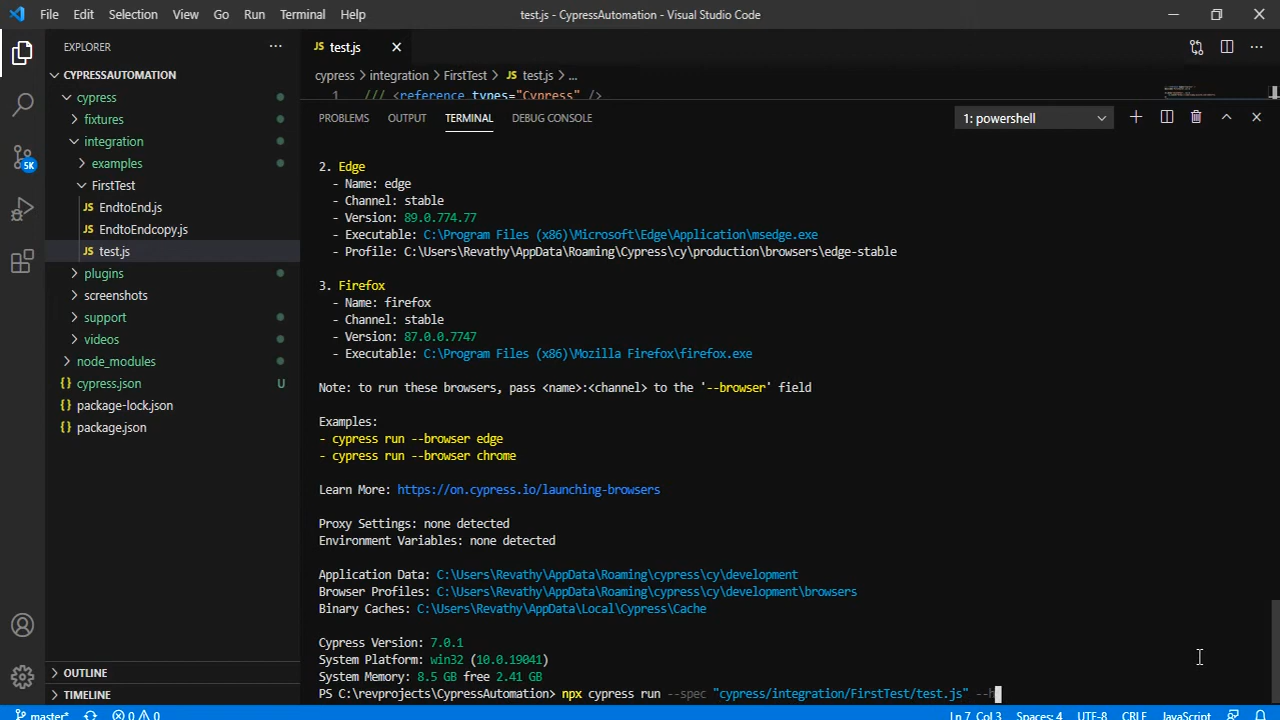 File Edit Selection View Go Run Terminal Help
test.js - CypressAutomation - Visual Studio Code
EXPLORER
CYPRESSAUTOMATION
cypress
fixtures
integration
examples
FirstTest
JS EndtoEnd.js
JS EndtoEndcopy.js
JS test.js
plugins
screenshots
support
videos
node_modules
{} cypress.json U
{} package-lock.json
{} package.json
OUTLINE
TIMELINE
5K
JS test.js
cypress > integration > FirstTest > JS test.js > ...
1 /// <reference types="Cypress" />
PROBLEMS OUTPUT TERMINAL DEBUG CONSOLE
1: powershell
2. Edge
- Name: edge
- Channel: stable
- Version: 89.0.774.77
- Executable: C:\Program Files (x86)\Microsoft\Edge\Application\msedge.exe
- Profile: C:\Users\Revathy\AppData\Roaming\Cypress\cy\production\browsers\edge-stable
3. Firefox
- Name: firefox
- Channel: stable
- Version: 87.0.0.7747
- Executable: C:\Program Files (x86)\Mozilla Firefox\firefox.exe
Note: to run these browsers, pass <name>:<channel> to the '--browser' field
Examples:
- cypress run --browser edge
- cypress run --browser chrome
Learn More: https://on.cypress.io/launching-browsers
Proxy Settings: none detected
Environment Variables: none detected
Application Data: C:\Users\Revathy\AppData\Roaming\cypress\cy\development
Browser Profiles: C:\Users\Revathy\AppData\Roaming\cypress\cy\development\browsers
Binary Caches: C:\Users\Revathy\AppData\Local\Cypress\Cache
Cypress Version: 7.0.1
System Platform: win32 (10.0.19041)
System Memory: 8.5 GB free 2.41 GB
PS C:\revprojects\CypressAutomation> npx cypress run --spec "cypress/integration/FirstTest/test.js" --h
master* 0 0 Ln 7, Col 3 Spaces: 4 UTF-8 CRLF JavaScript